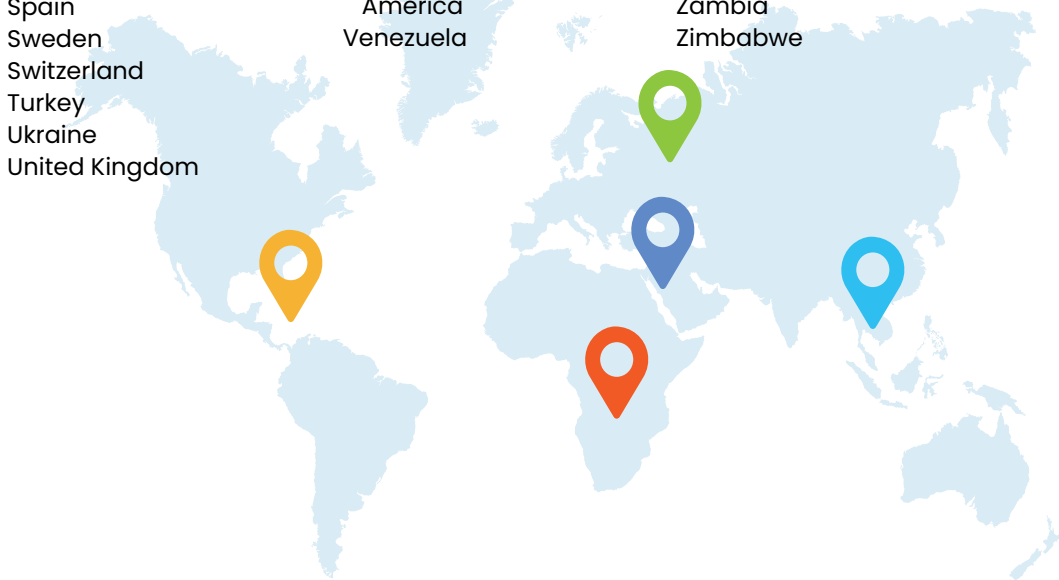 Spain
Sweden
Switzerland
Turkey
Ukraine
United Kingdom
America
Venezuela
Zambia
Zimbabwe